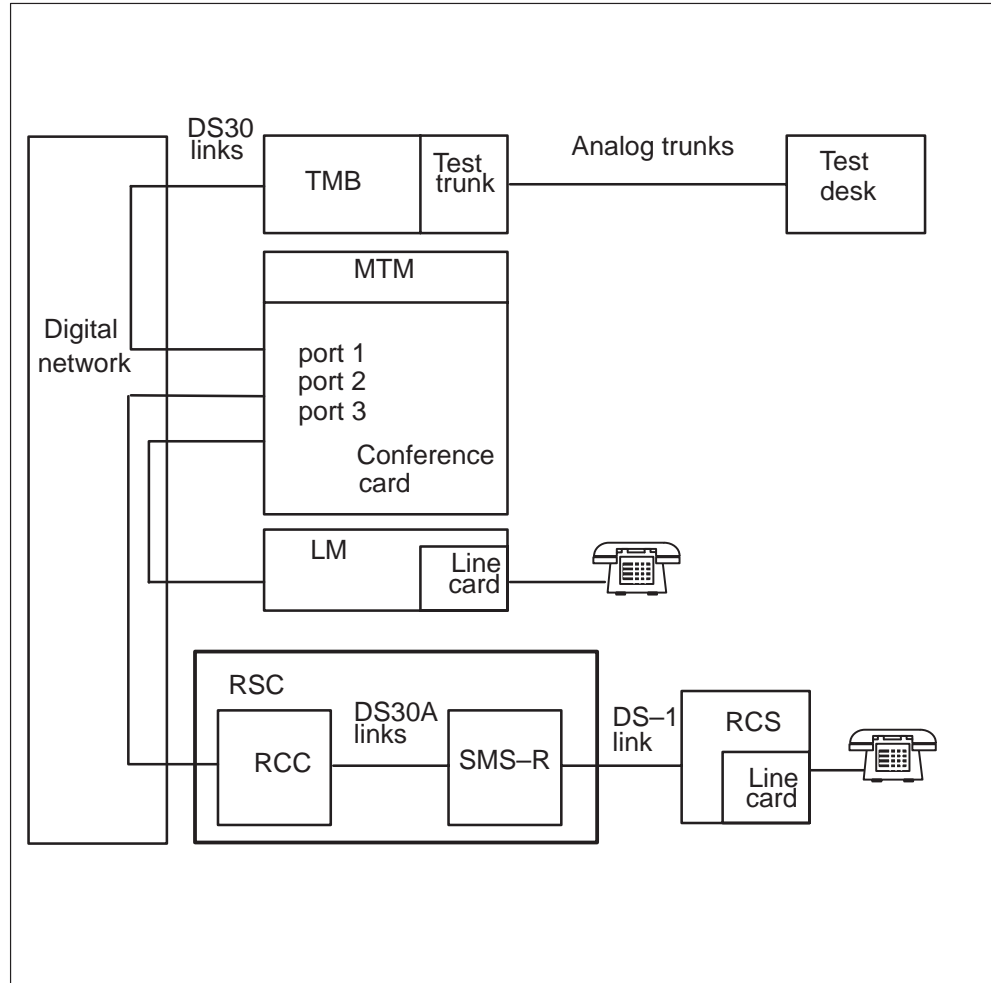 DS30
links
TMB
Test
trunk
Analog trunks
Test
desk
MTM
Digital
network
port 1
port 2
port 3
Conference
card
LM
Line
card
RSC
RCC
DS30A
links
SMS–R
DS–1
link
RCS
Line
card